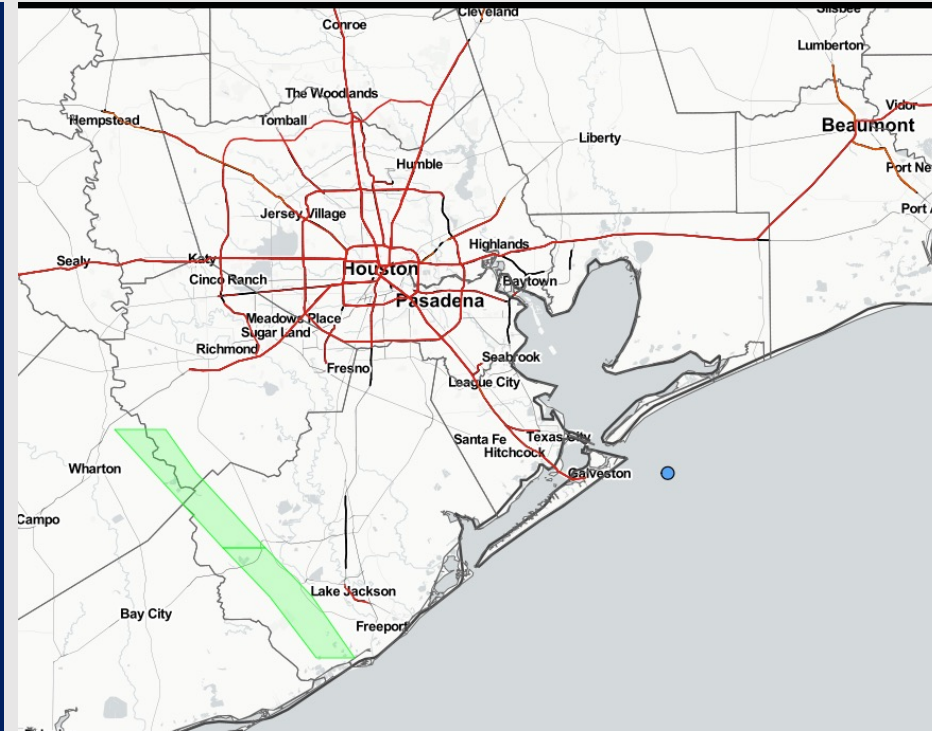 Cleveland
Silsbee
Conroe
Lumberton
The Woodlands
Vidor
Hempstead
Tomball
Beaumont
Liberty
Humble
Port Ne
Port A
Jersey Village
Highlands
Sealy
Katy
Houston
Cinco Ranch
Baytown
Pasadena
Meadows Place
Sugar Land
Richmond
Seabrook
Fresno
League City
Santa Fe
Texas City
Hitchcock
Wharton
Galveston
Campo
Lake Jackson
Bay City
Freeport